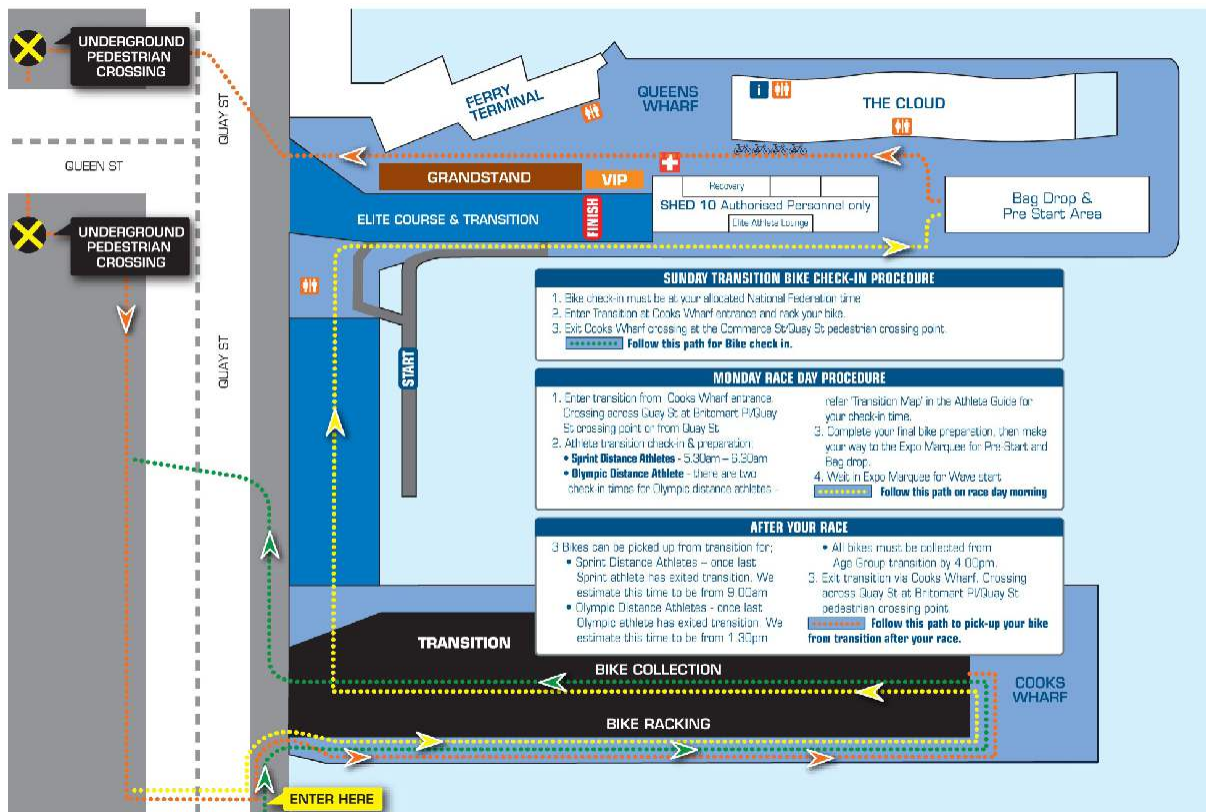 UNDERGROUND
PEDESTRIAN
CROSSING
QUAY ST
QUEEN ST
UNDERGROUND
PEDESTRIAN
CROSSING
QUAY ST
FERRY
TERMINAL
QUEENS
WHARF
i
THE CLOUD
GRANDSTAND
VIP
Recovery
SHED 10 Authorised Personnel only
Elite Athlete Lounge
Bag Drop &
Pre Start Area
ELITE COURSE & TRANSITION
FINISH
START
SUNDAY TRANSITION BIKE CHECK-IN PROCEDURE
1. Bike check-in must be at your allocated National Federation time
2. Enter Transition at Cooks Wharf entrance and rack your bike.
3. Exit Cooks Wharf crossing at the Commerce St/Quay St pedestrian crossing point.
Follow this path for Bike check in.
MONDAY RACE DAY PROCEDURE
1. Enter transition from Cooks Wharf entrance.
Crossing across Quay St at Britomart Pl/Quay
St crossing point or from Quay St
2. Athlete transition check-in & preparation;
• Sprint Distance Athletes - 5.30am – 6.30am
• Olympic Distance Athlete - there are two
check-in times for Olympic distance athletes -
refer 'Transition Map' in the Athlete Guide for
your check-in time.
3. Complete your final bike preparation, then make
your way to the Expo Marquee for Pre-Start and
Bag drop.
4. Wait in Expo Marquee for Wave start
Follow this path on race day morning
AFTER YOUR RACE
3 Bikes can be picked up from transition for;
• Sprint Distance Athletes – once last
Sprint athlete has exited transition. We
estimate this time to be from 9.00am
• Olympic Distance Athletes - once last
Olympic athlete has exited transition. We
estimate this time to be from 1.30pm
• All bikes must be collected from
Age Group transition by 4.00pm.
3. Exit transition via Cooks Wharf. Crossing
across Quay St at Britomart Pl/Quay St
pedestrian crossing point
Follow this path to pick-up your bike
from transition after your race.
TRANSITION
BIKE COLLECTION
BIKE RACKING
COOKS
WHARF
ENTER HERE